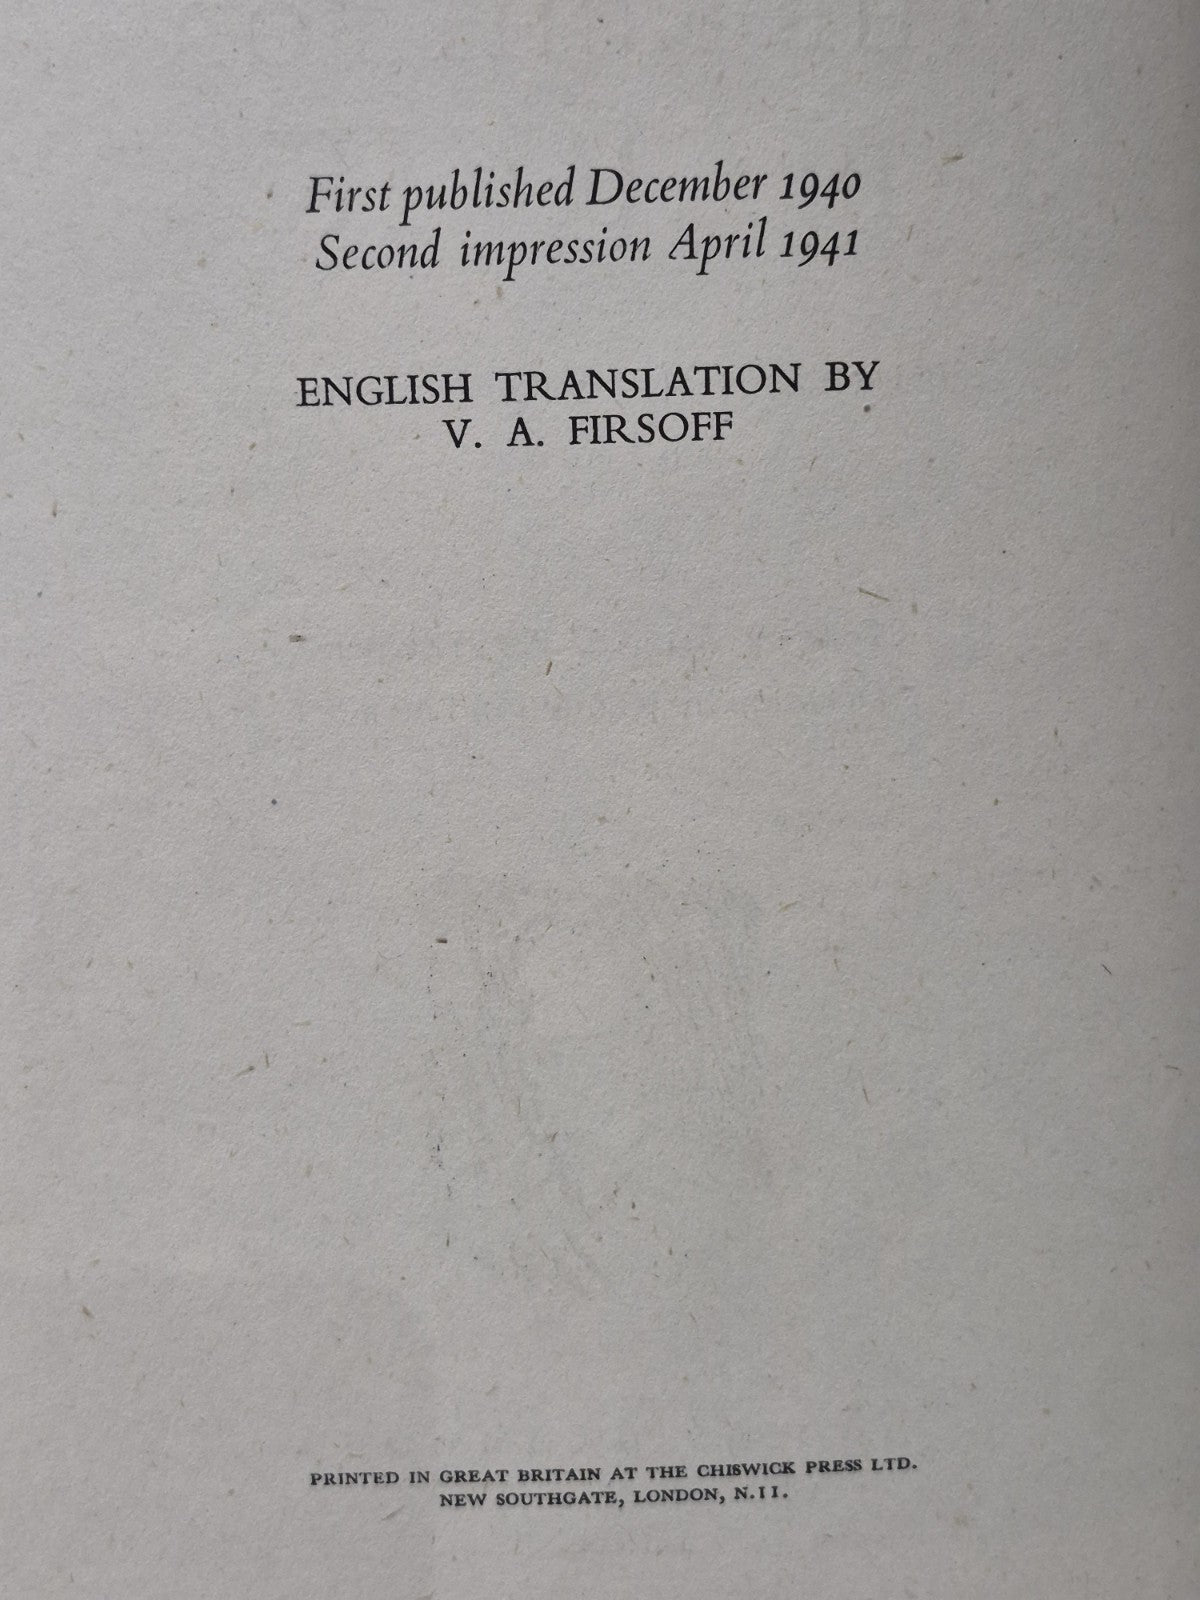 First published December 1940
Second impression April 1941
ENGLISH TRANSLATION BY
V. A. FIRSOFF
PRINTED IN GREAT BRITAIN AT THE CHISWICK PRESS LTD.
NEW SOUTHGATE, LONDON, N.11.